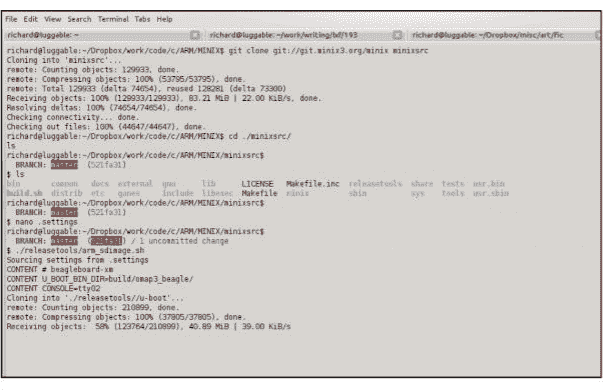 File Edit View Search Terminal Tabs Help
richard@luggable: ~ richard@luggable: ~/work/writing/lxf/193 richard@luggable: ~/Dropbox/misc/art/fic
richard@luggable:~/Dropbox/work/code/c/ARM/MINIX$ git clone git://git.minix3.org/minix minixsrc
Cloning into 'minixsrc'...
remote: Counting objects: 129933, done.
remote: Compressing objects: 100% (53795/53795), done.
remote: Total 129933 (delta 74654), reused 128281 (delta 73300)
Receiving objects: 100% (129933/129933), 83.21 MiB | 22.00 KiB/s, done.
Resolving deltas: 100% (74654/74654), done.
Checking connectivity... done.
Checking out files: 100% (44647/44647), done.
richard@luggable:~/Dropbox/work/code/c/ARM/MINIX$ cd ./minixsrc/
ls
richard@luggable:~/Dropbox/work/code/c/ARM/MINIX/minixsrc$
BRANCH: master (521fa31)
$ ls
bin common docs external gnu lib LICENSE Makefile.inc releasetools share tests usr.bin
build.sh distrib etc games include libexec Makefile minix sbin sys tools usr.sbin
richard@luggable:~/Dropbox/work/code/c/ARM/MINIX/minixsrc$
BRANCH: master (521fa31)
$ nano .settings
richard@luggable:~/Dropbox/work/code/c/ARM/MINIX/minixsrc$
BRANCH: master (521fa31) / 1 uncommitted change
$ ./releasetools/arm_sdimage.sh
Sourcing settings from .settings
CONTENT # beagleboard-xm
CONTENT U_BOOT_BIN_DIR=build/omap3_beagle/
CONTENT CONSOLE=tty02
Cloning into './releasetools//u-boot'...
remote: Counting objects: 210899, done.
remote: Compressing objects: 100% (37805/37805), done.
Receiving objects: 58% (123764/210899), 40.89 MiB | 39.00 KiB/s